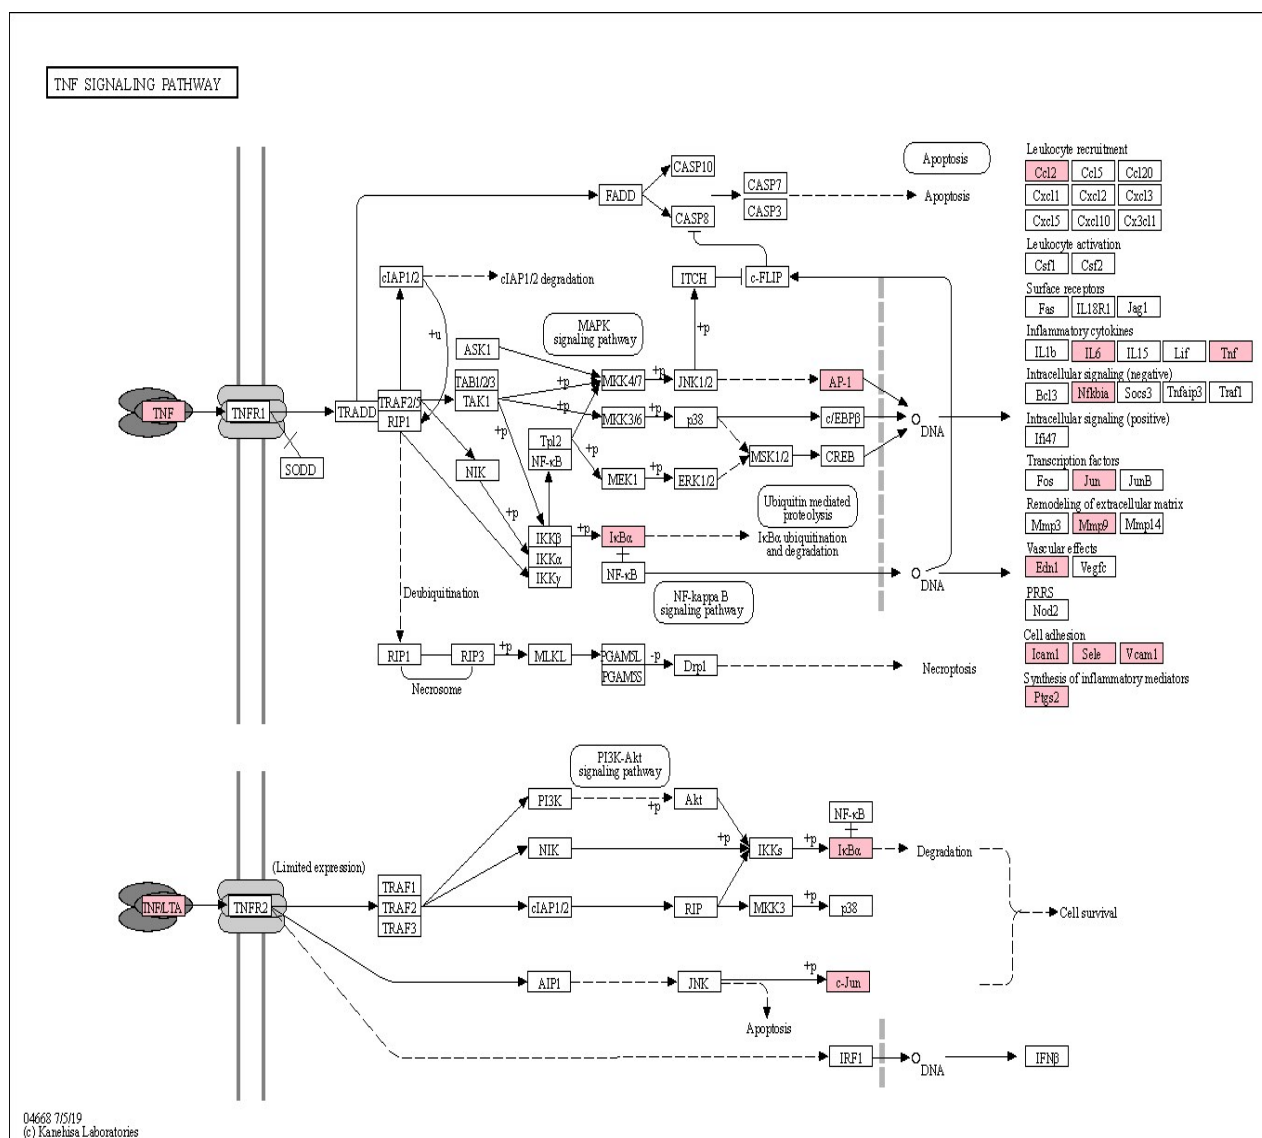 TNF SIGNALING PATHWAY
Apoptosis
CASP10
FADD
CASP8
CASP7
CASP3
Apoptosis
cIAP1/2
cIAP1/2 degradation
ITCH
c-FLIP
+u
+p
MAPK
signaling pathway
ASK1
TAB1/2/3
TAK1
+p
+p
+p
MKK4/7
+p
JNK1/2
AP-1
TNF
TNFR1
TRADD
TRAF2/5
RIP1
MKK3/6
+p
p38
c/EBPβ
DNA
SODD
NIK
Tpl2
NF-κB
+p
MEK1
+p
ERK1/2
MSK1/2
CREB
+p
Ubiquitin mediated
proteolysis
IKKβ
IKKα
IKKγ
+p
IκBα
IκBα ubiquitination
and degradation
NF-κB
DNA
Deubiquitination
NF-kappa B
signaling pathway
RIP1
RIP3
+p
MLKL
PGAM5L
PGAM5S
-p
Drp1
Necroptosis
Necrosome
Leukocyte recruitment
Ccl2 Ccl5 Ccl20
Cxcl1 Cxcl2 Cxcl3
Cxcl5 Cxcl10 Cx3cl1
Leukocyte activation
Csf1 Csf2
Surface receptors
Fas IL18R1 Jag1
Inflammatory cytokines
IL1b IL6 IL15 Lif Tnf
Intracellular signaling (negative)
Bcl3 Nfkbia Socs3 Tnfaip3 Traf1
Intracellular signaling (positive)
Ifi47
Transcription factors
Fos Jun JunB
Remodeling of extracellular matrix
Mmp3 Mmp9 Mmp14
Vascular effects
Edn1 Vegfc
PRRS
Nod2
Cell adhesion
Icam1 Sele Vcam1
Synthesis of inflammatory mediators
Ptgs2
PI3K-Akt
signaling pathway
PI3K
+p
Akt
NF-κB
NIK
+p
IKKs
+p
IκBα
Degradation
(Limited expression)
TNF/LTA
TNFR2
TRAF1
TRAF2
TRAF3
cIAP1/2
RIP
MKK3
+p
p38
Cell survival
AIP1
JNK
+p
c-Jun
Apoptosis
IRF1
DNA
IFNβ
04668 7/5/19
(c) Kanehisa Laboratories